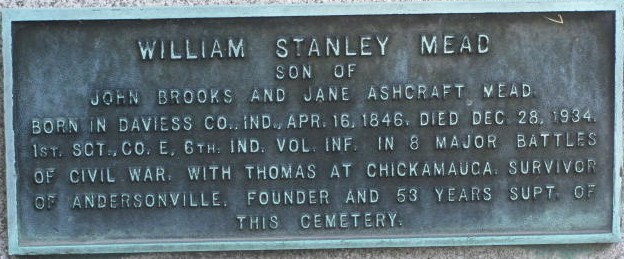 WILLIAM STANLEY MEAD
SON OF
JOHN BROOKS AND JANE ASHCRAFT MEAD.
BORN IN DAVIESS CO., IND., APR. 16, 1846. DIED DEC. 28, 1934.
1ST. SGT., CO. E, 6TH. IND. VOL. INF. IN 8 MAJOR BATTLES
OF CIVIL WAR. WITH THOMAS AT CHICKAMAUGA. SURVIVOR
OF ANDERSONVILLE. FOUNDER AND 53 YEARS SUPT. OF
THIS CEMETERY.